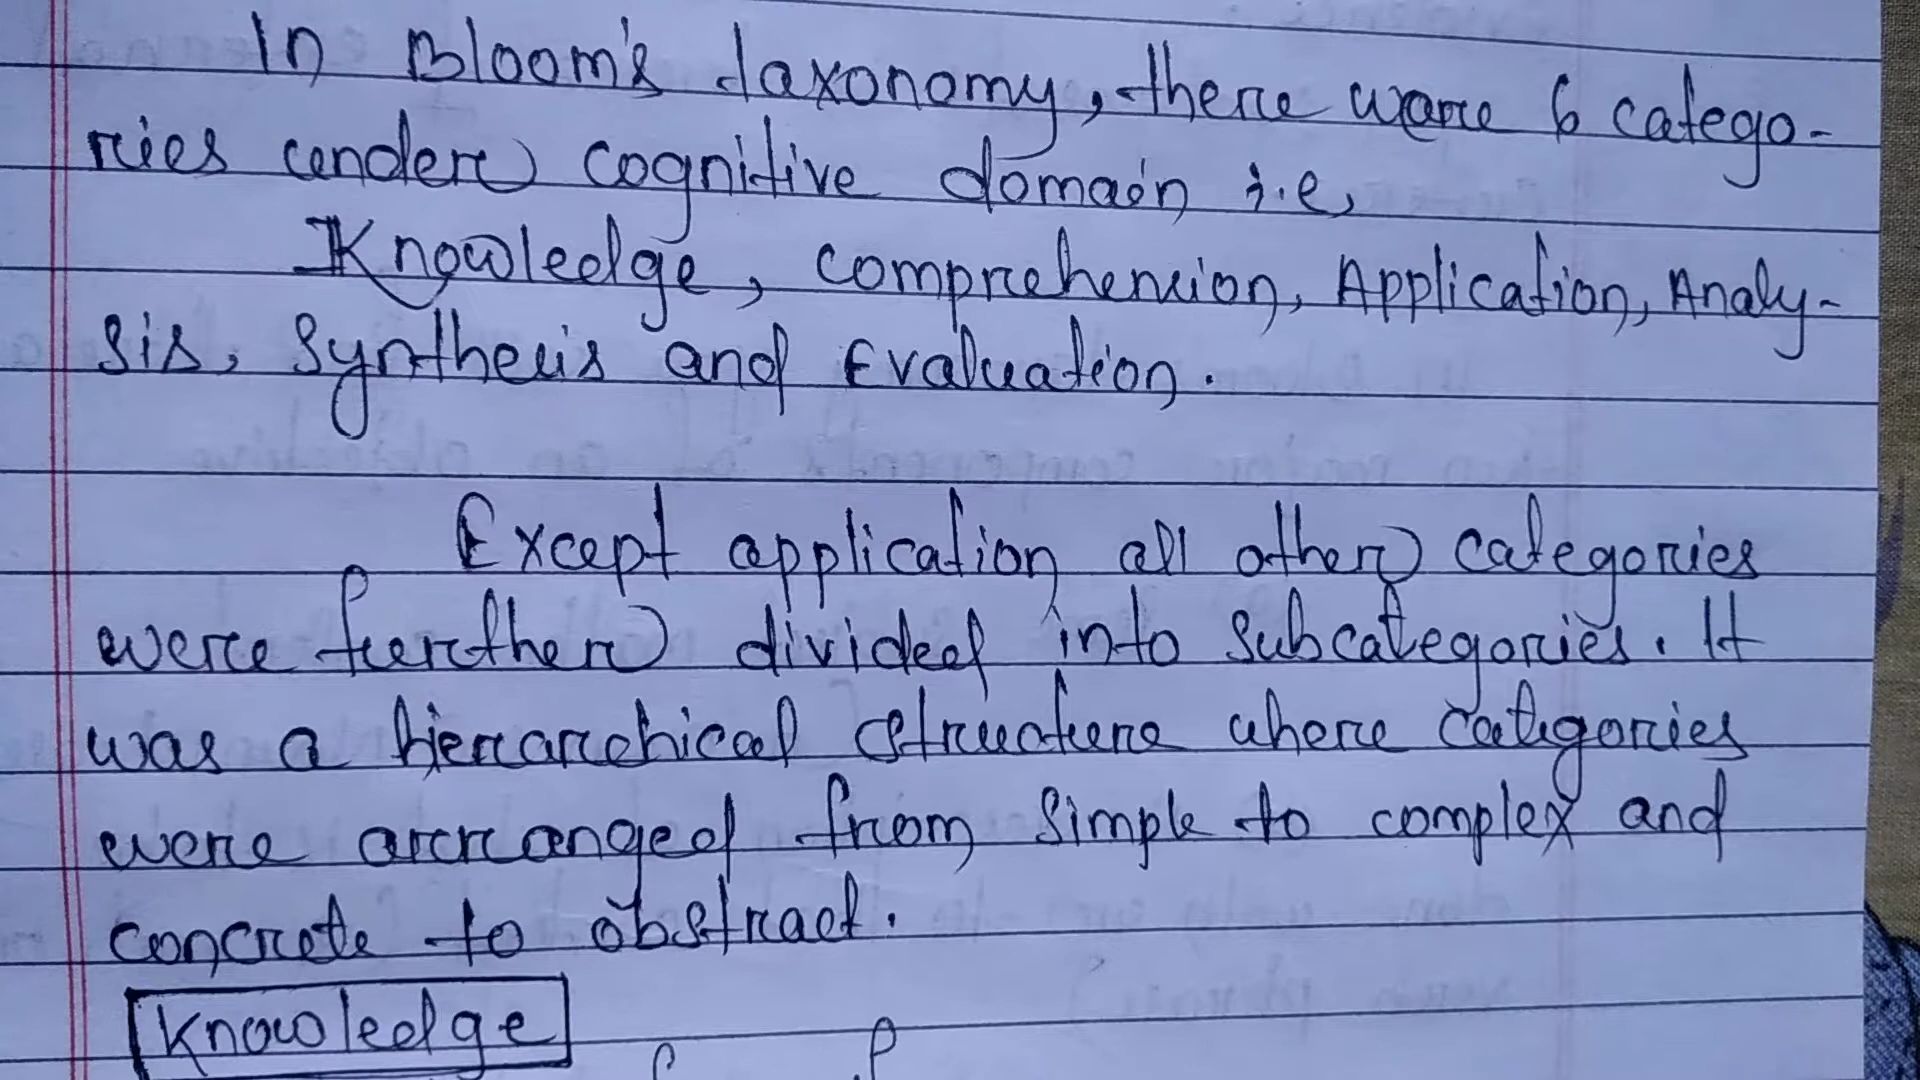 In Bloom's taxonomy, there were 6 catego-
ries under cognitive domain i.e,
Knowledge, comprehension, Application, Analy-
sis, Synthesis and Evaluation.
Except application all other categories
were further divided into subcategories. It
was a hierarchical structure where categories
were arranged from simple to complex and
concrete to abstract.
Knowledge